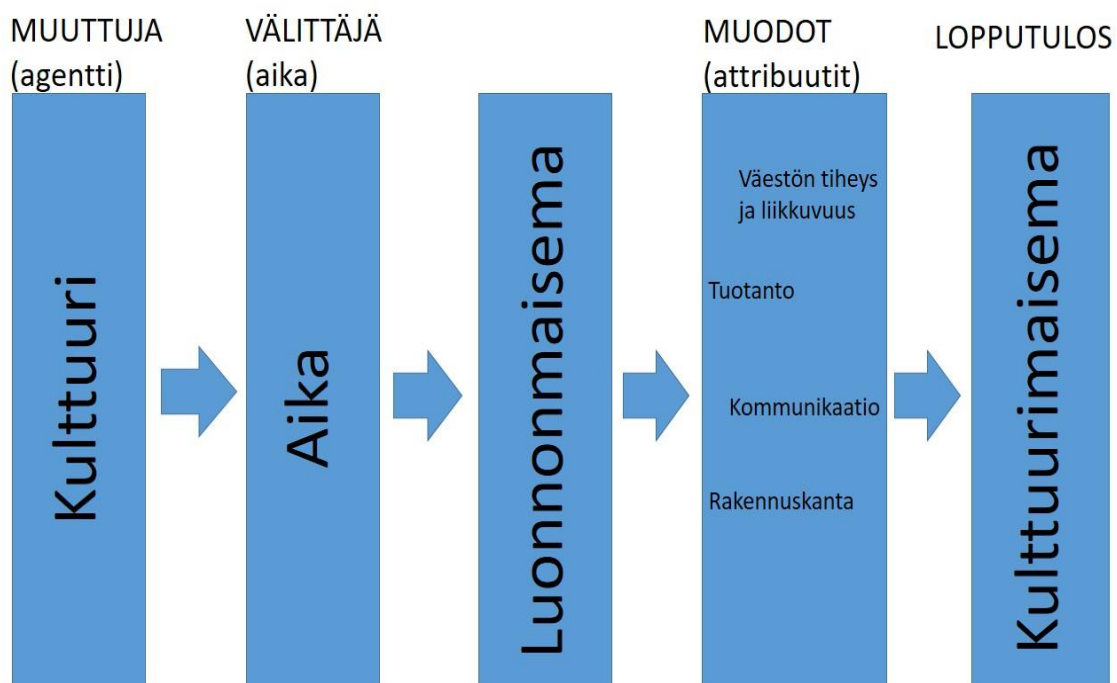 MUUTTUJA
(agentti)
VÄLITTÄJÄ
(aika)
MUODOT
(attribuutit)
LOPPUTULOS
Kulttuuri
Aika
Luonnonmaisema
Väestön tiheys
ja liikkuvuus
Tuotanto
Kommunikaatio
Rakennuskanta
Kulttuurimaisema